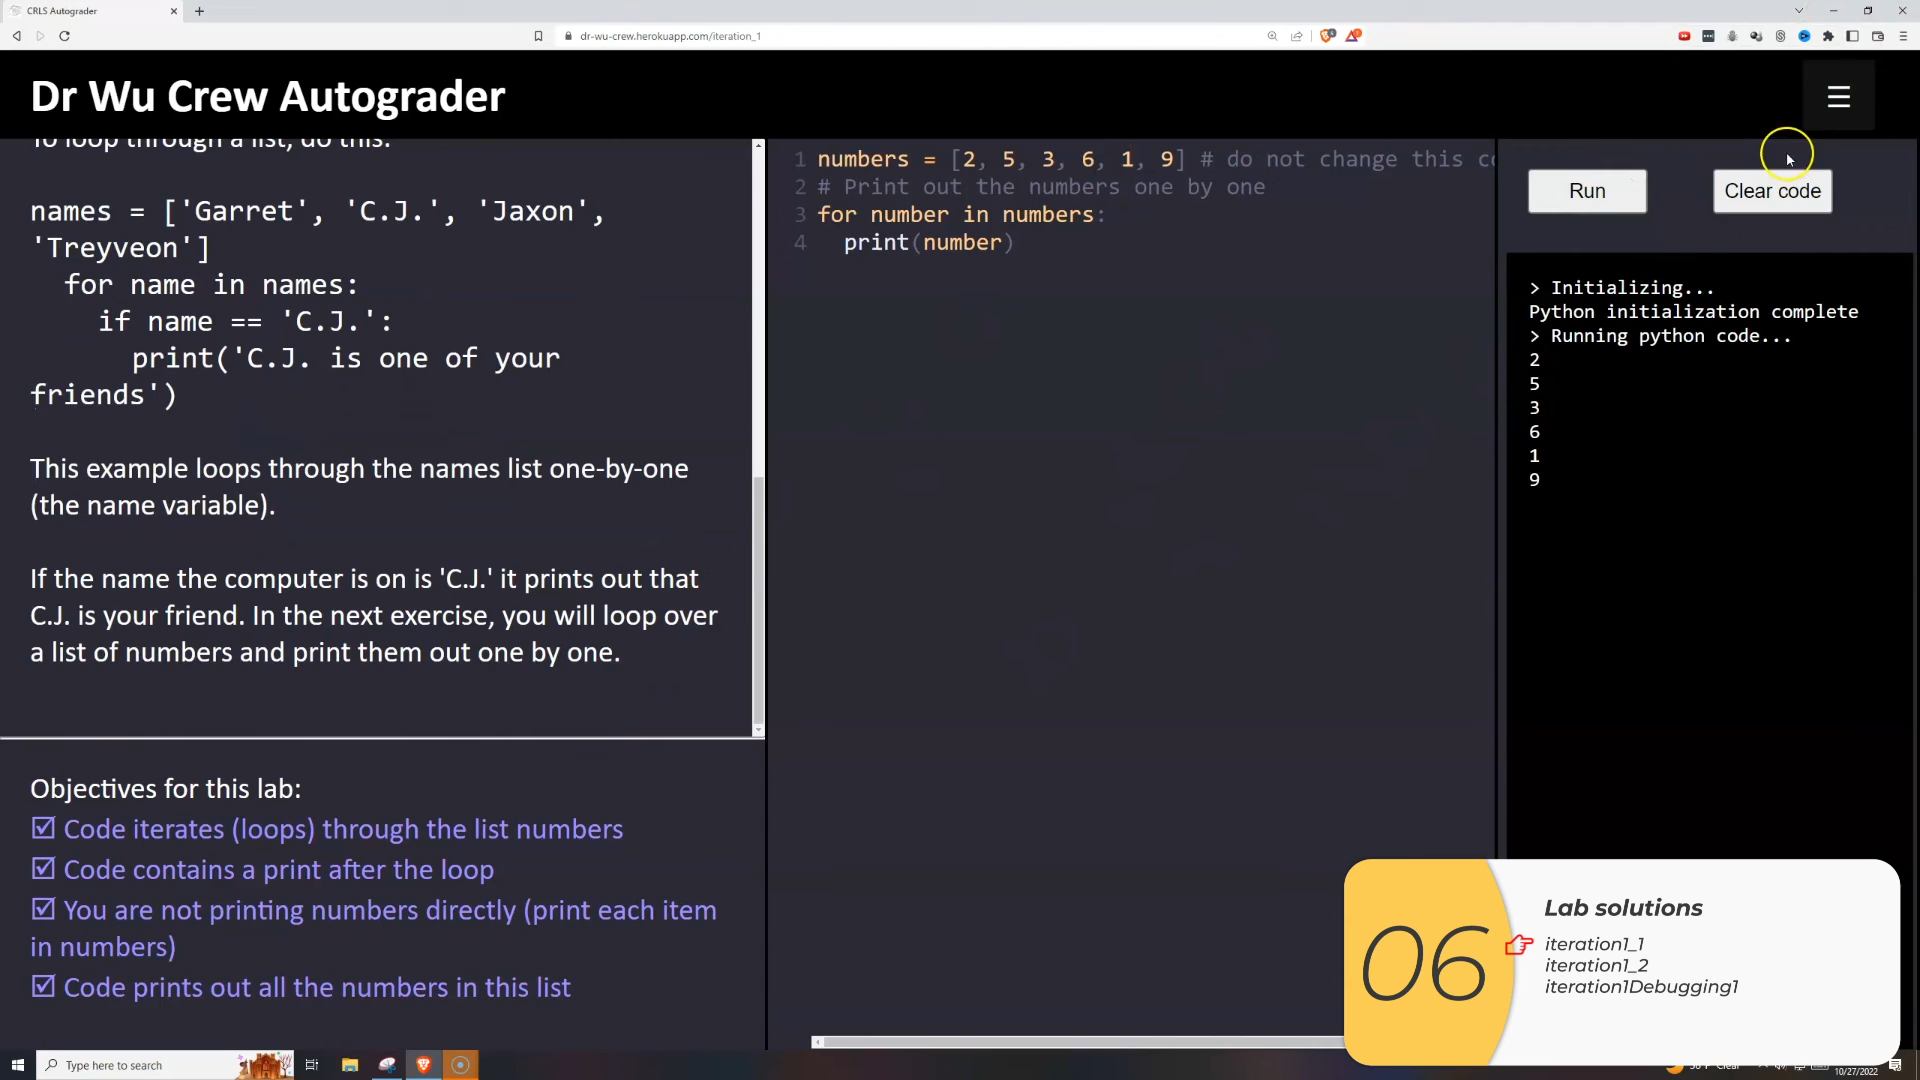 CRLS Autograder
dr-wu-crew.herokuapp.com/iteration_1
Dr Wu Crew Autograder
To loop through a list, do this:
names = ['Garret', 'C.J.', 'Jaxon',
'Treyveon']
for name in names:
if name == 'C.J.':
print('C.J. is one of your
friends')
This example loops through the names list one-by-one
(the name variable).
If the name the computer is on is 'C.J.' it prints out that
C.J. is your friend. In the next exercise, you will loop over
a list of numbers and print them out one by one.
Objectives for this lab:
☑ Code iterates (loops) through the list numbers
☑ Code contains a print after the loop
☑ You are not printing numbers directly (print each item
in numbers)
☑ Code prints out all the numbers in this list
1 numbers = [2, 5, 3, 6, 1, 9] # do not change this
2 # Print out the numbers one by one
3 for number in numbers:
4 print(number)
Run
Clear code
> Initializing...
Python initialization complete
> Running python code...
2
5
3
6
1
9
06
Lab solutions
iteration1_1
iteration1_2
iteration1Debugging1
Type here to search
10/27/2022